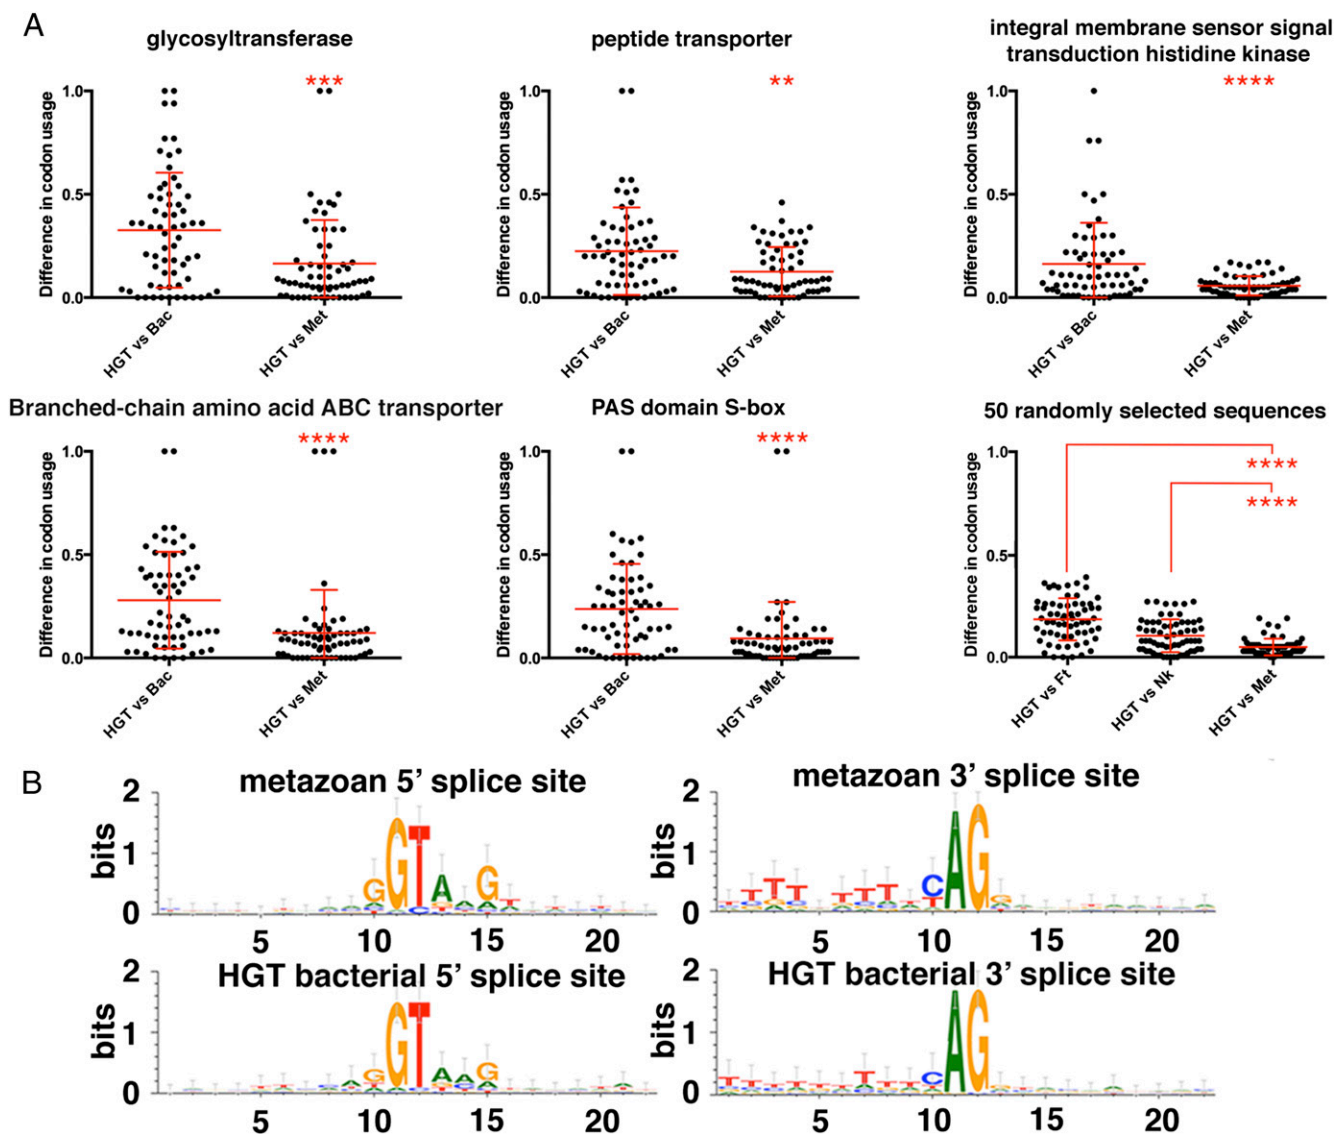 A
glycosyltransferase
peptide transporter
integral membrane sensor signal
transduction histidine kinase
***
**
****
Difference in codon usage
1.0
0.5
0.0
HGT vs Bac
HGT vs Met
Difference in codon usage
1.0
0.5
0.0
HGT vs Bac
HGT vs Met
Difference in codon usage
1.0
0.5
0.0
HGT vs Bac
HGT vs Met
Branched-chain amino acid ABC transporter
PAS domain S-box
50 randomly selected sequences
****
****
****
****
Difference in codon usage
1.0
0.5
0.0
HGT vs Bac
HGT vs Met
Difference in codon usage
1.0
0.5
0.0
HGT vs Bac
HGT vs Met
Difference in codon usage
1.0
0.5
0.0
HGT vs Ft
HGT vs Nk
HGT vs Met
B
metazoan 5’ splice site
bits
2
1
0
G G T A G
5 10 15 20
metazoan 3’ splice site
bits
2
1
0
T T T T T T C A G
5 10 15 20
HGT bacterial 5’ splice site
bits
2
1
0
A G G T A A G
5 10 15 20
HGT bacterial 3’ splice site
bits
2
1
0
T C A G
5 10 15 20